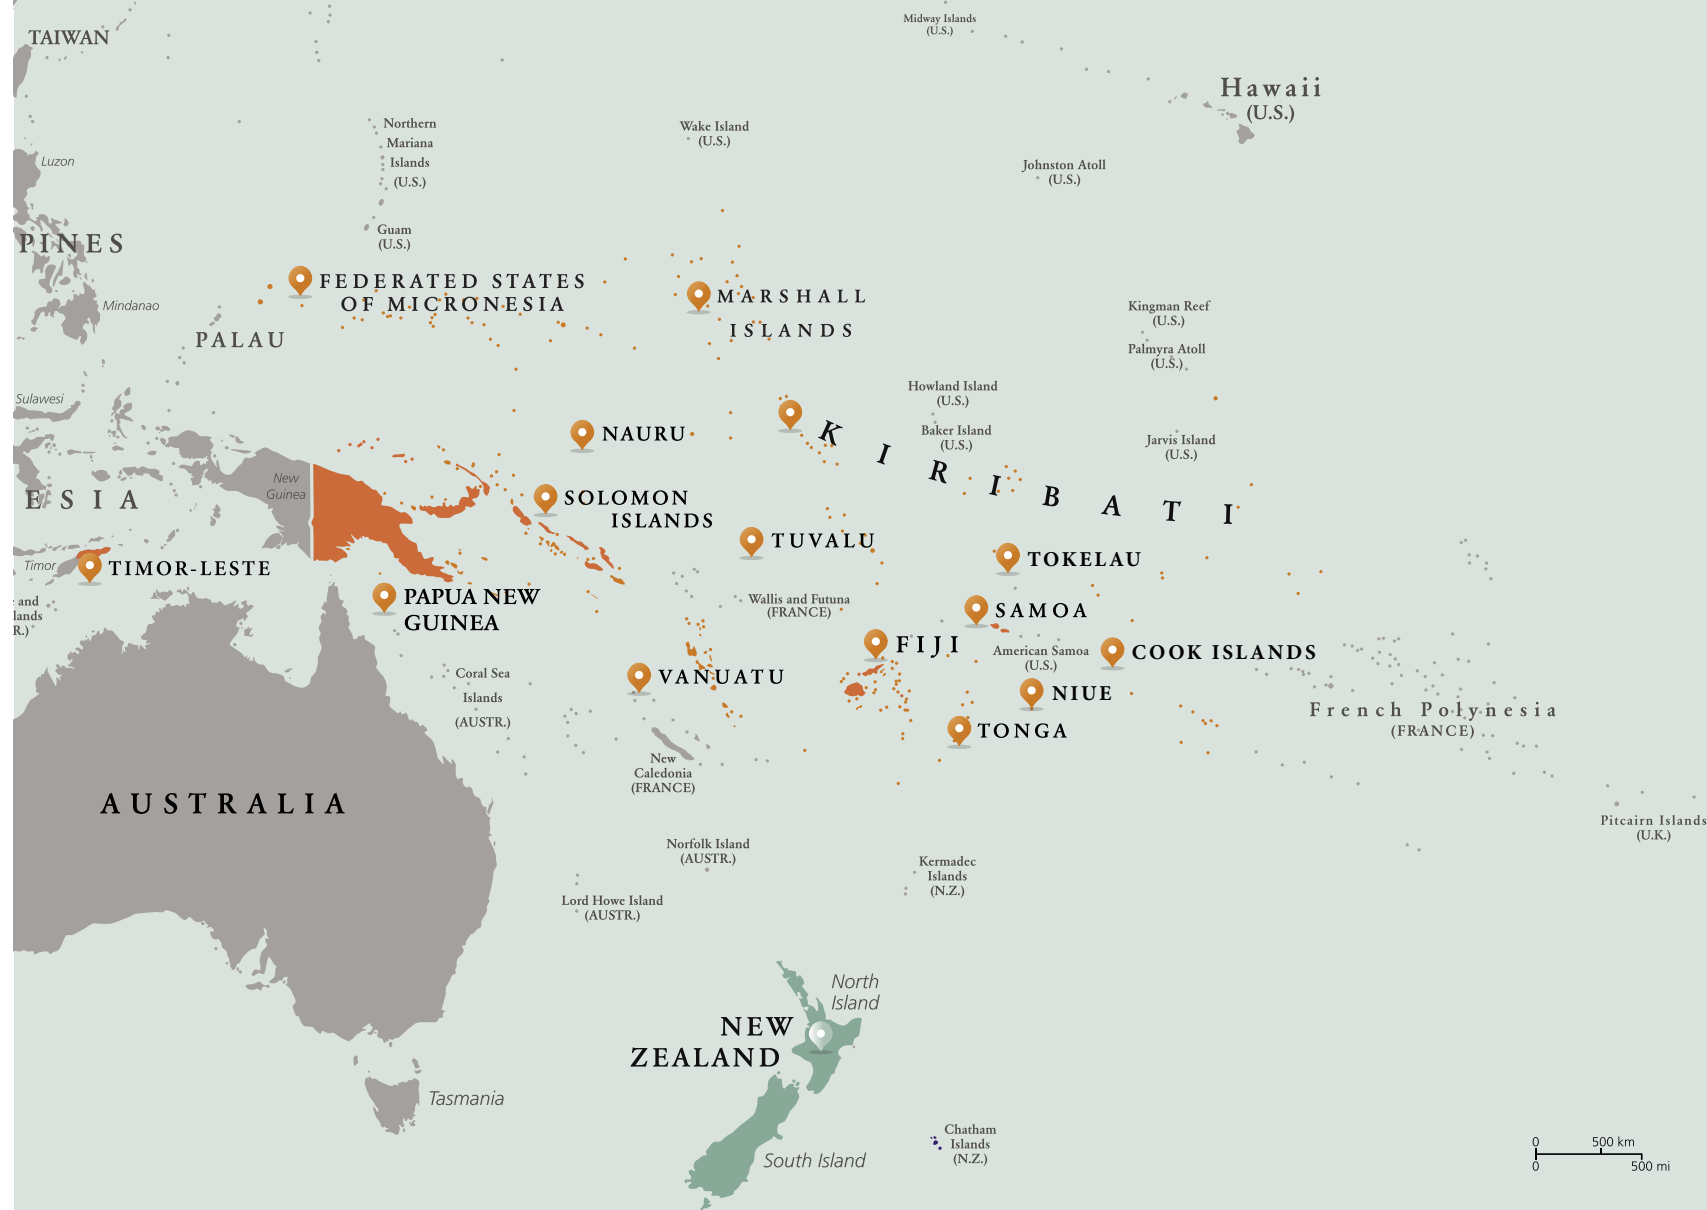 Midway Islands
(U.S.)
TAIWAN
Hawaii
(U.S.)
Northern
Mariana
Islands
(U.S.)
Wake Island
(U.S.)
Luzon
Johnston Atoll
(U.S.)
Guam
(U.S.)
PINES
FEDERATED STATES
OF MICRONESIA
MARSHALL
ISLANDS
Mindanao
Kingman Reef
(U.S.)
PALAU
Palmyra Atoll
(U.S.)
Howland Island
(U.S.)
Sulawesi
NAURU
KIRIBATI
Baker Island
(U.S.)
Jarvis Island
(U.S.)
New
Guinea
ESIA
SOLOMON
ISLANDS
TUVALU
TOKELAU
Timor
TIMOR-LESTE
PAPUA NEW
GUINEA
and
lands
R.)
Wallis and Futuna
(FRANCE)
SAMOA
FIJI
American Samoa
(U.S.)
COOK ISLANDS
Coral Sea
Islands
(AUSTR.)
VANUATU
NIUE
French Polynesia
(FRANCE)
TONGA
New
Caledonia
(FRANCE)
AUSTRALIA
Pitcairn Islands
(U.K.)
Norfolk Island
(AUSTR.)
Kermadec
Islands
(N.Z.)
Lord Howe Island
(AUSTR.)
North
Island
NEW
ZEALAND
Tasmania
Chatham
Islands
(N.Z.)
South Island
0 500 km
0 500 mi